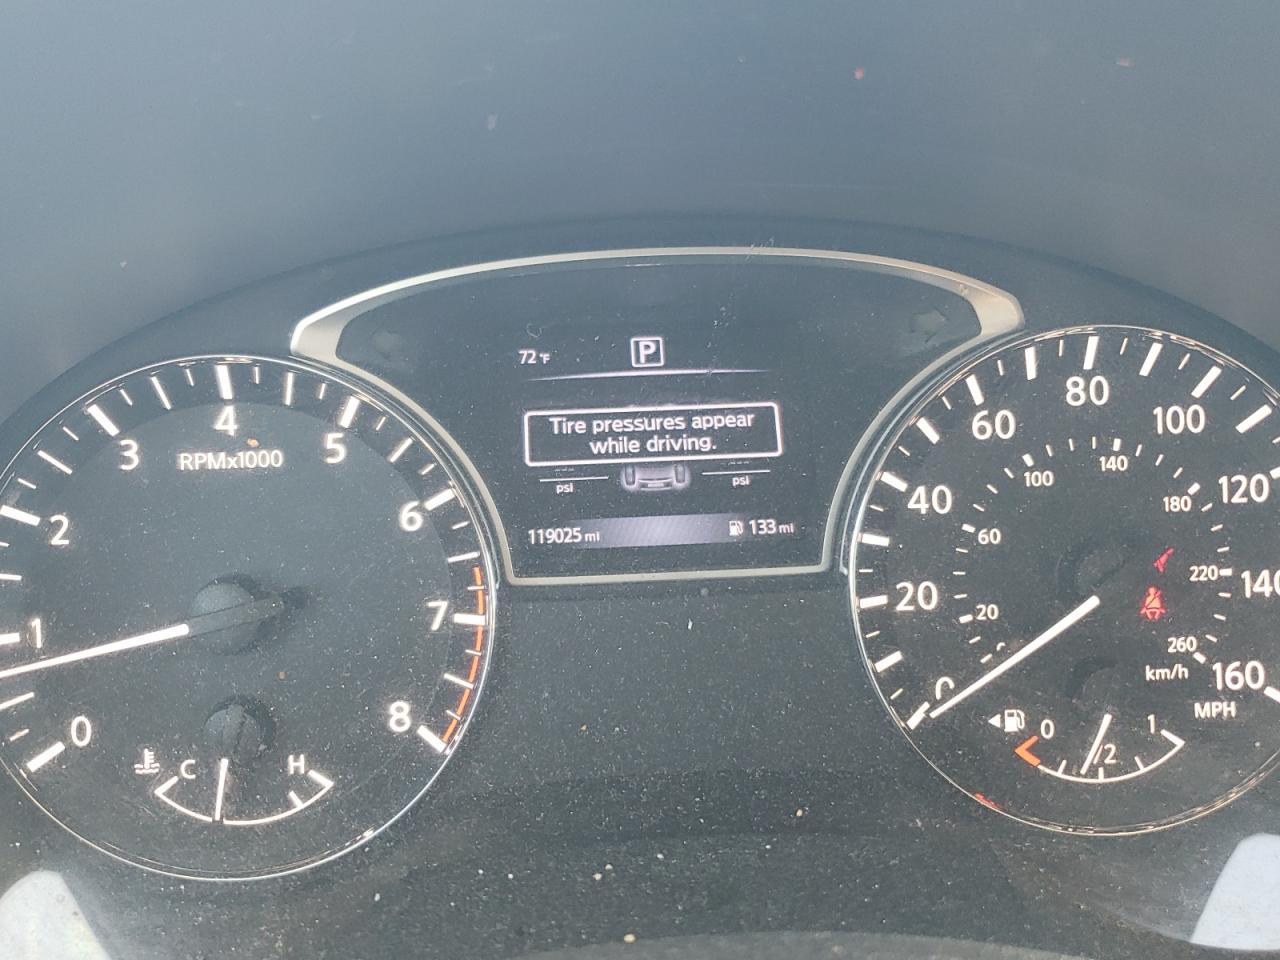 72°F
P
Tire pressures appear
while driving.
--- psi
--- psi
119025 mi
133 mi
0
1
2
3
4
5
6
7
8
RPMx1000
C
H
0
20
40
60
80
100
120
140
160
MPH
20
60
100
140
180
220
260
km/h
0
1/2
1